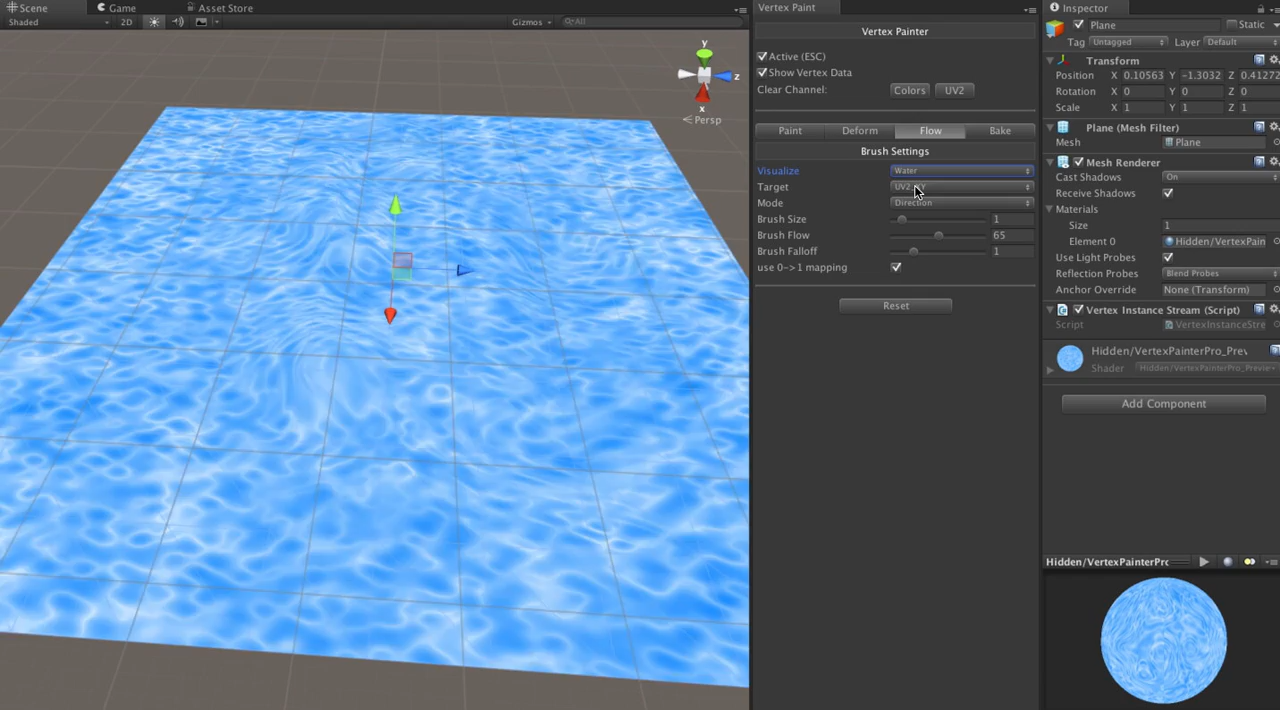 Scene Game Asset Store
Shaded 2D Gizmos All
y
z
x
Persp
Vertex Paint
Vertex Painter
Active (ESC)
Show Vertex Data
Clear Channel: Colors UV2
Paint Deform Flow Bake
Brush Settings
Visualize Water
Target
Mode Direction
Brush Size 1
Brush Flow 65
Brush Falloff 1
use 0-> 1 mapping
Reset
Inspector
Plane Static
Tag Untagged Layer Default
Transform
Position X 0.10563 Y -1.3032 Z 0.41272
Rotation X 0 Y 0 Z 0
Scale X 1 Y 1 Z 1
Plane (Mesh Filter)
Mesh Plane
Mesh Renderer
Cast Shadows On
Receive Shadows
Materials
Size 1
Element 0 Hidden/VertexPain
Use Light Probes
Reflection Probes Blend Probes
Anchor Override None (Transform)
Vertex Instance Stream (Script)
Script VertexInstanceStre
Hidden/VertexPainterPro_Prev
Shader Hidden/VertexPainterPro_Previe
Add Component
Hidden/VertexPainterPrc